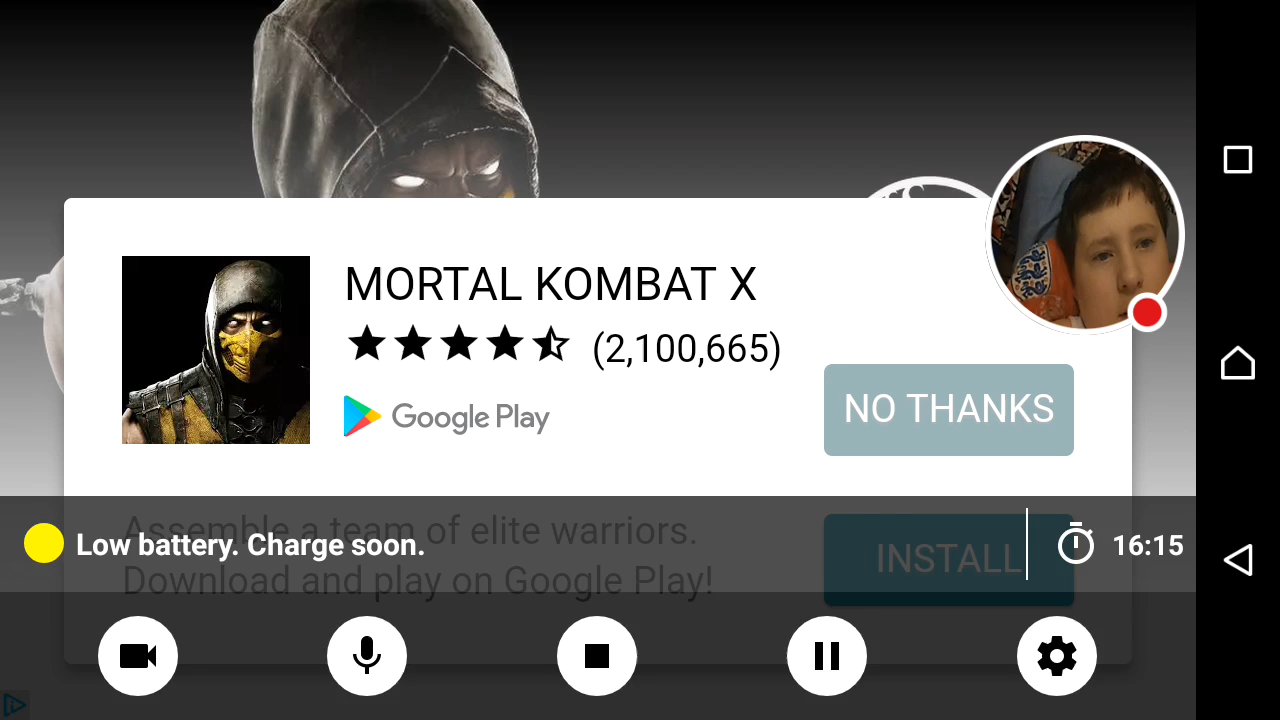 MORTAL KOMBAT X
(2,100,665)
Google Play
NO THANKS
Assemble a team of elite warriors.
Download and play on Google Play!
INSTALL
Low battery. Charge soon.
16:15